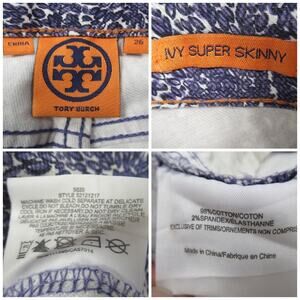 CHINA
26
TORY BURCH
IVY SUPER SKINNY
STYLE 52121217
MACHINE WASH COLD SEPARATE AT
DELICATE CYCLE DO NOT BLEACH DO NOT TUMBLE DRY
COOL IRON IF NECESSARY DO NOT DRY CLEAN
98%COTTON/COTON
2%SPANDEX/ELASTHANNE
EXCLUSIVE OF TRIMS/ORNEMENTS NON COMPRIS
Made in China/Fabriqué en Chine